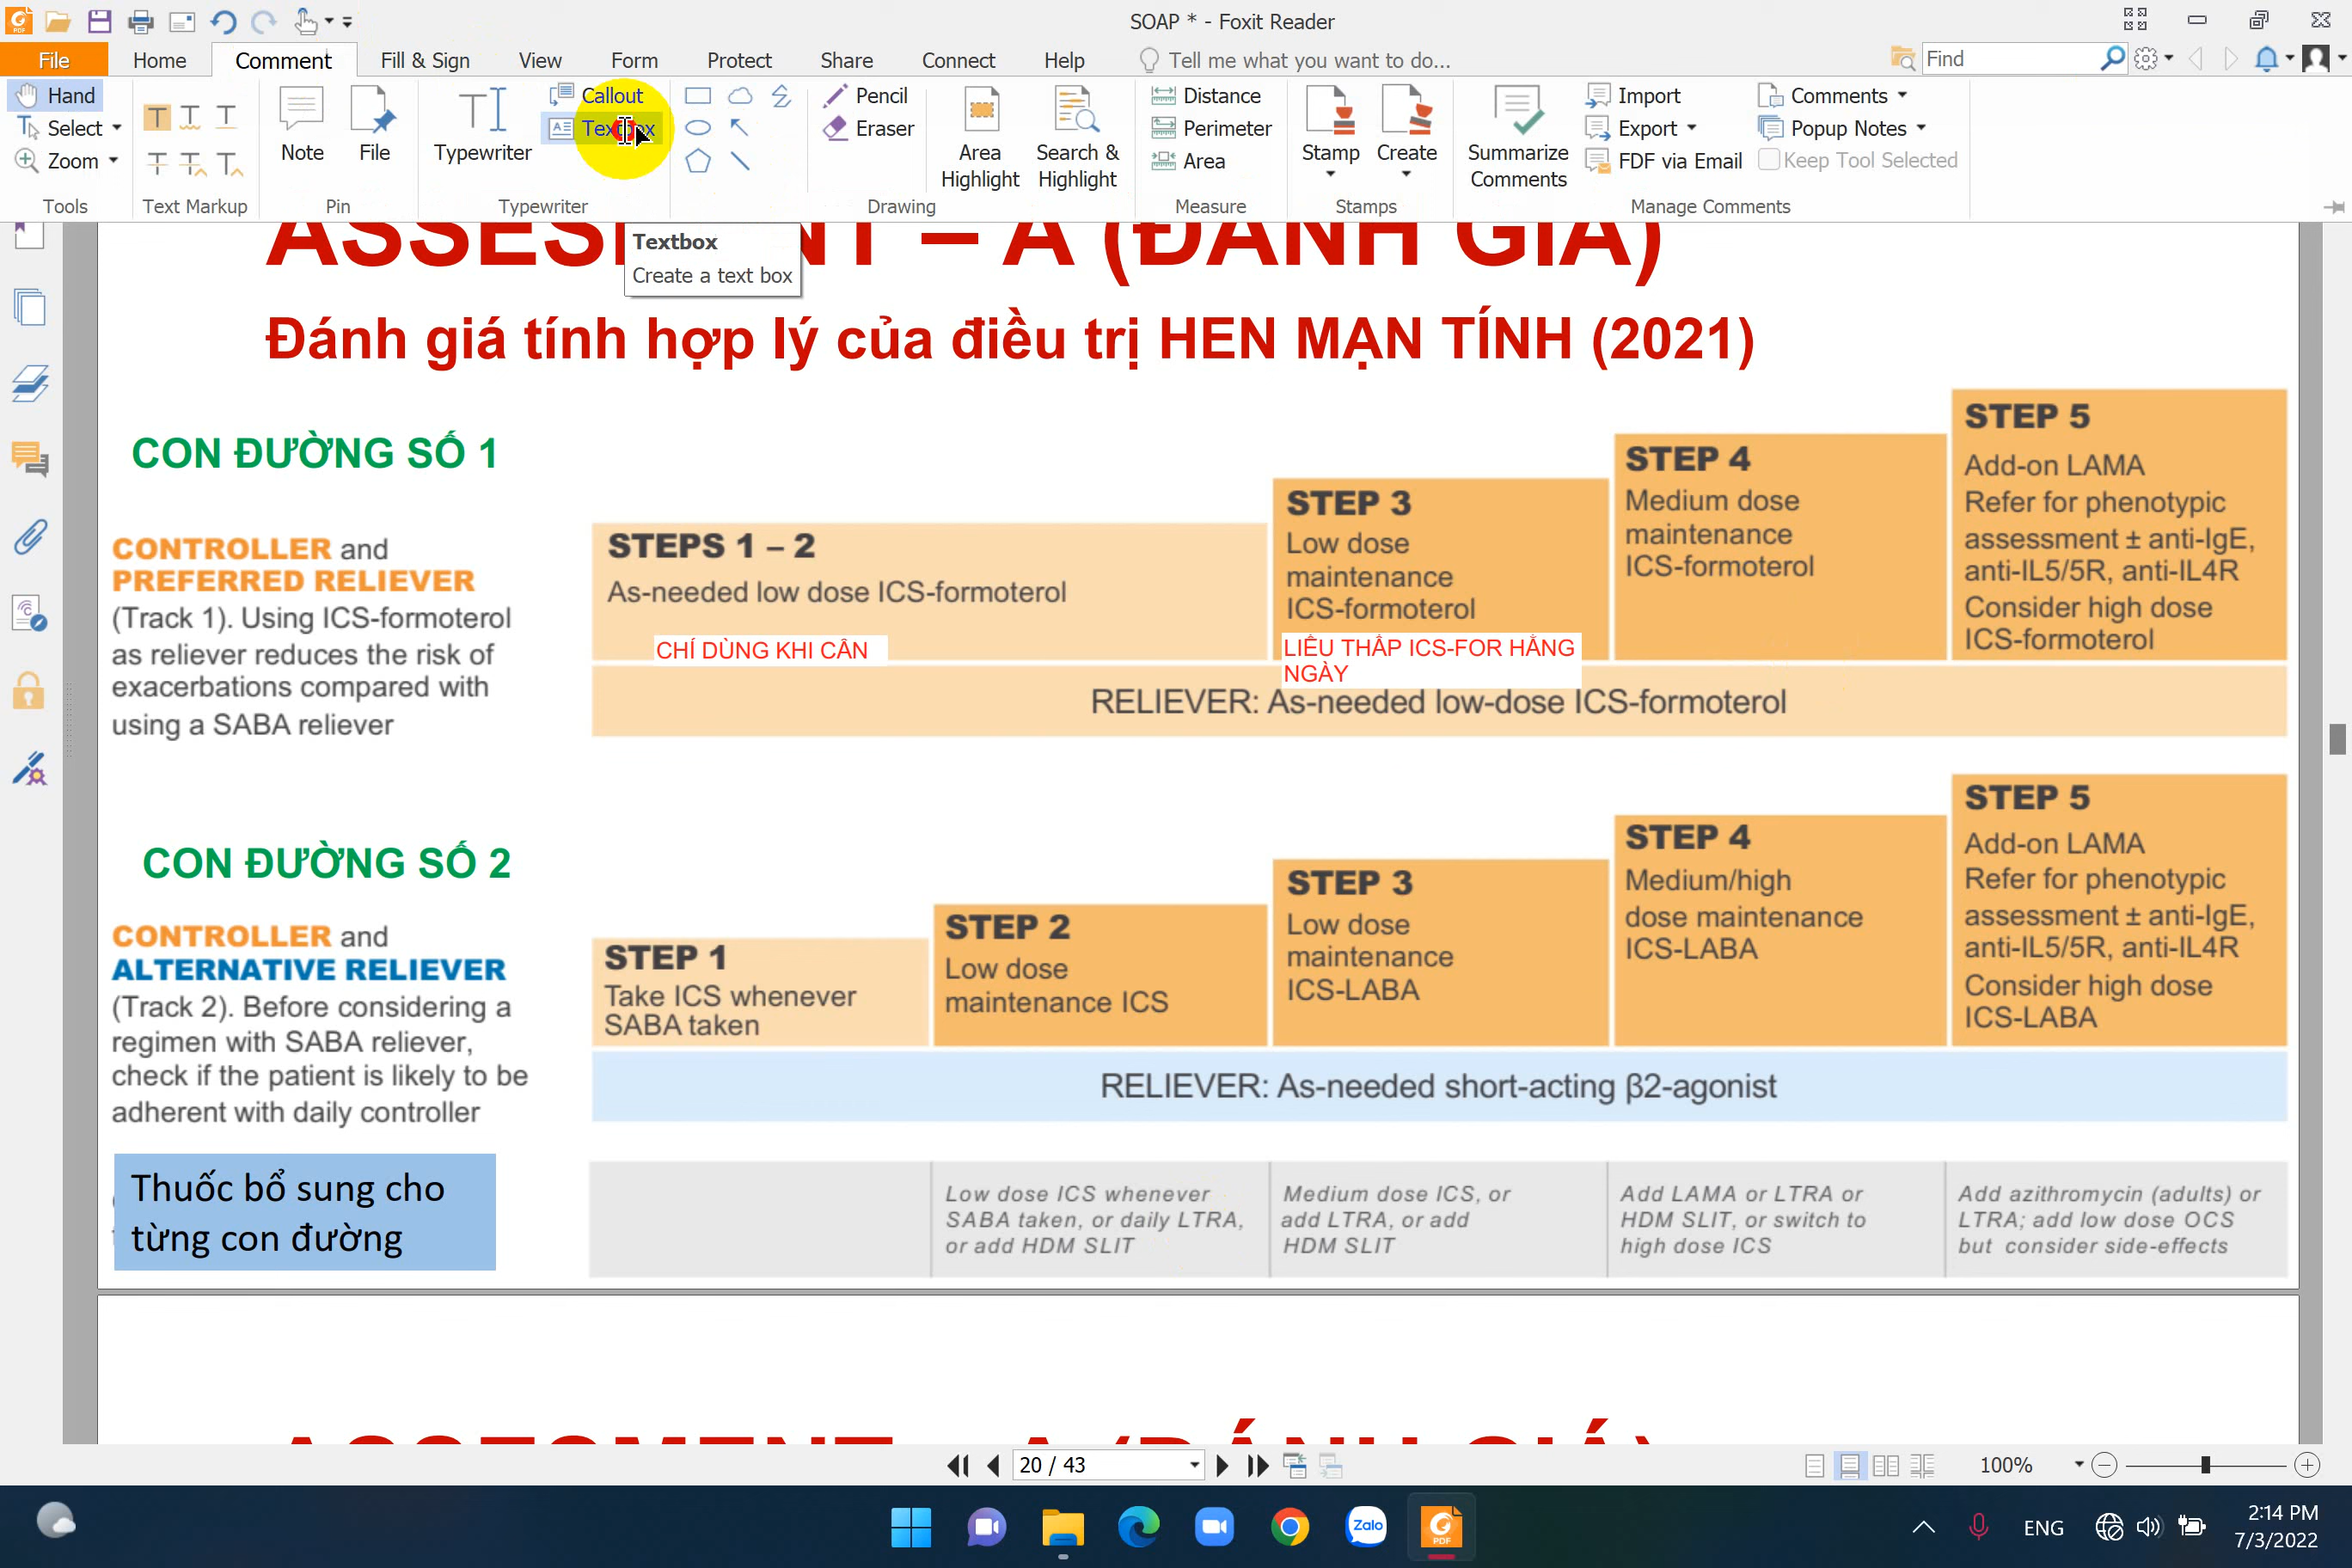 SOAP * - Foxit Reader
File
Home
Comment
Fill & Sign
View
Form
Protect
Share
Connect
Help
Tell me what you want to do...
Find
Hand
Select
Zoom
Tools
Text Markup
Note
File
Pin
Typewriter
Callout
Textbox
Typewriter
Pencil
Eraser
Area
Highlight
Search &
Highlight
Drawing
Distance
Perimeter
Area
Measure
Stamp
Create
Stamps
Summarize
Comments
Import
Export
FDF via Email
Comments
Popup Notes
Keep Tool Selected
Manage Comments
Textbox
Create a text box
– A (ĐÁNH GIÁ)
Đánh giá tính hợp lý của điều trị HEN MẠN TÍNH (2021)
CON ĐƯỜNG SỐ 1
CONTROLLER and
PREFERRED RELIEVER
(Track 1). Using ICS-formoterol
as reliever reduces the risk of
exacerbations compared with
using a SABA reliever
STEPS 1 – 2
As-needed low dose ICS-formoterol
CHÍ DÙNG KHI CẦN
STEP 3
Low dose
maintenance
ICS-formoterol
LIỀU THẤP ICS-FOR HẰNG
NGÀY
STEP 4
Medium dose
maintenance
ICS-formoterol
STEP 5
Add-on LAMA
Refer for phenotypic
assessment ± anti-IgE,
anti-IL5/5R, anti-IL4R
Consider high dose
ICS-formoterol
RELIEVER: As-needed low-dose ICS-formoterol
CON ĐƯỜNG SỐ 2
CONTROLLER and
ALTERNATIVE RELIEVER
(Track 2). Before considering a
regimen with SABA reliever,
check if the patient is likely to be
adherent with daily controller
STEP 1
Take ICS whenever
SABA taken
STEP 2
Low dose
maintenance ICS
STEP 3
Low dose
maintenance
ICS-LABA
STEP 4
Medium/high
dose maintenance
ICS-LABA
STEP 5
Add-on LAMA
Refer for phenotypic
assessment ± anti-IgE,
anti-IL5/5R, anti-IL4R
Consider high dose
ICS-LABA
RELIEVER: As-needed short-acting β2-agonist
Thuốc bổ sung cho
từng con đường
Low dose ICS whenever
SABA taken, or daily LTRA,
or add HDM SLIT
Medium dose ICS, or
add LTRA, or add
HDM SLIT
Add LAMA or LTRA or
HDM SLIT, or switch to
high dose ICS
Add azithromycin (adults) or
LTRA; add low dose OCS
but consider side-effects
20 / 43
100%
Zalo
PDF
ENG
2:14 PM
7/3/2022